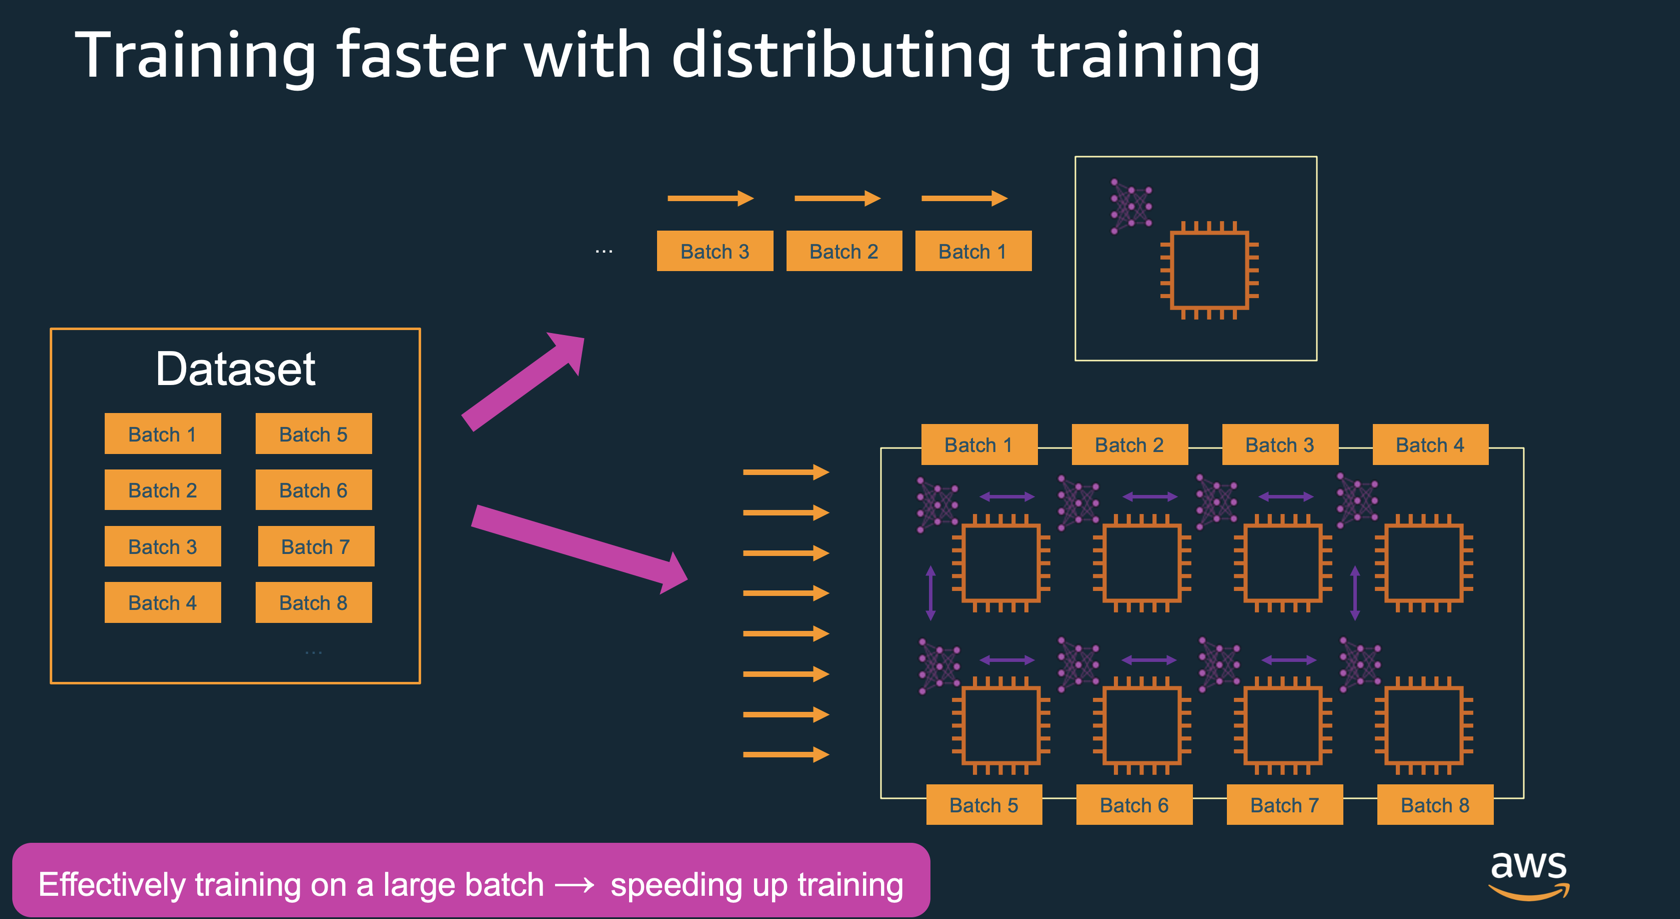 Training faster with distributing training
...
Batch 3
Batch 2
Batch 1
Dataset
Batch 1
Batch 5
Batch 2
Batch 6
Batch 3
Batch 7
Batch 4
Batch 8
...
Batch 1
Batch 2
Batch 3
Batch 4
Batch 5
Batch 6
Batch 7
Batch 8
Effectively training on a large batch → speeding up training
aws